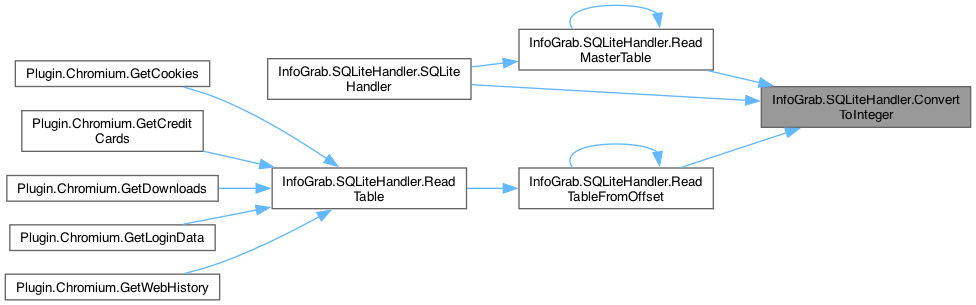 InfoGrab.SQLiteHandler.Read
MasterTable
InfoGrab.SQLiteHandler.SQLite
Handler
Plugin.Chromium.GetCookies
InfoGrab.SQLiteHandler.Convert
ToInteger
Plugin.Chromium.GetCredit
Cards
Plugin.Chromium.GetDownloads
InfoGrab.SQLiteHandler.Read
Table
InfoGrab.SQLiteHandler.Read
TableFromOffset
Plugin.Chromium.GetLoginData
Plugin.Chromium.GetWebHistory